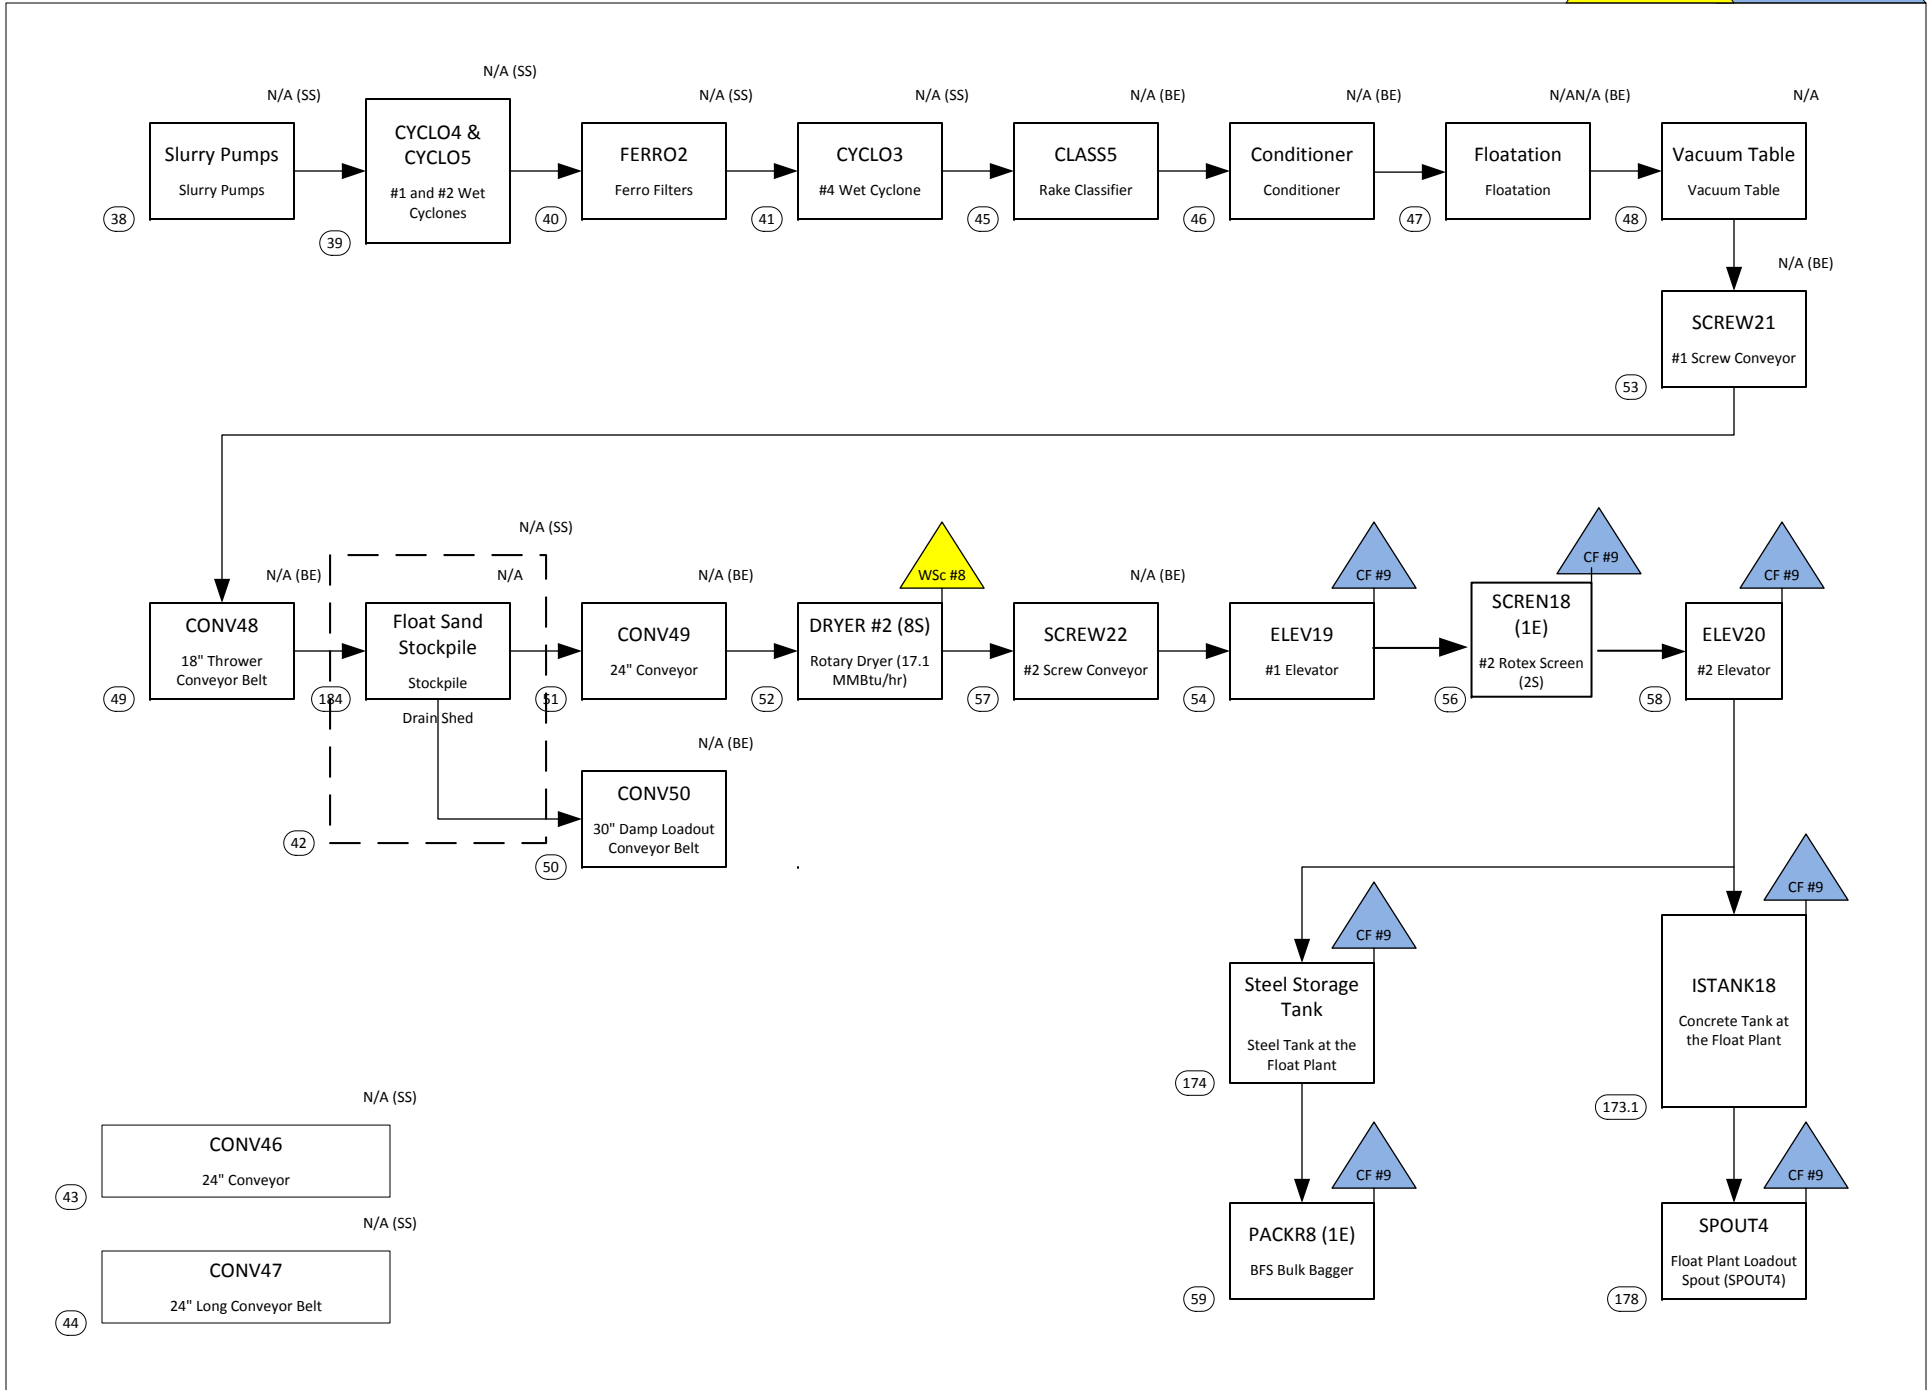 N/A (SS)
Slurry Pumps
Slurry Pumps
38
N/A (SS)
CYCLO4 &
CYCLO5
#1 and #2 Wet
Cyclones
39
N/A (SS)
FERRO2
Ferro Filters
40
N/A (SS)
CYCLO3
#4 Wet Cyclone
41
N/A (BE)
CLASS5
Rake Classifier
45
N/A (BE)
Conditioner
Conditioner
46
N/AN/A (BE)
Floatation
Floatation
47
N/A
Vacuum Table
Vacuum Table
48
N/A (BE)
SCREW21
#1 Screw Conveyor
53
N/A (BE)
CONV48
18" Thrower
Conveyor Belt
49
N/A (SS)
N/A
Float Sand
Stockpile
Stockpile
184
Drain Shed
42
N/A (BE)
CONV49
24" Conveyor
51
WSc #8
DRYER #2 (8S)
Rotary Dryer (17.1
MMBtu/hr)
52
N/A (BE)
SCREW22
#2 Screw Conveyor
57
CF #9
ELEV19
#1 Elevator
54
CF #9
SCREN18
(1E)
#2 Rotex Screen
(2S)
56
CF #9
ELEV20
#2 Elevator
58
N/A (BE)
CONV50
30" Damp Loadout
Conveyor Belt
50
CF #9
Steel Storage
Tank
Steel Tank at the
Float Plant
174
CF #9
ISTANK18
Concrete Tank at
the Float Plant
173.1
N/A (SS)
CONV46
24" Conveyor
43
N/A (SS)
CONV47
24" Long Conveyor Belt
44
CF #9
PACKR8 (1E)
BFS Bulk Bagger
59
CF #9
SPOUT4
Float Plant Loadout
Spout (SPOUT4)
178